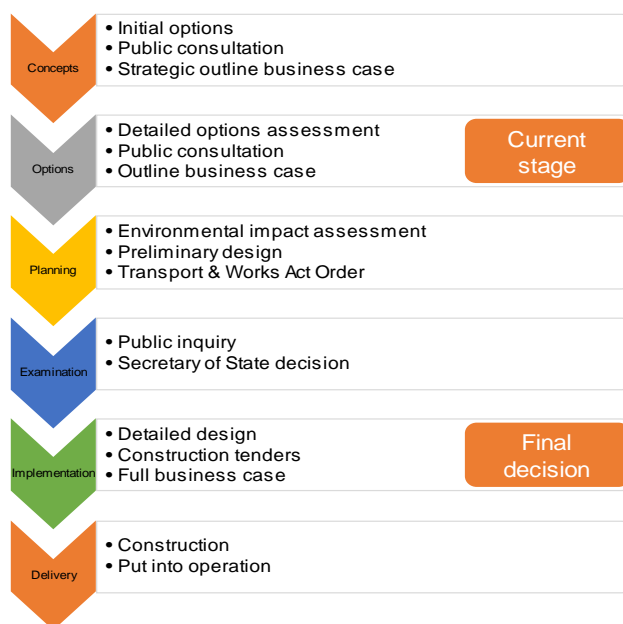 Concepts
• Initial options
• Public consultation
• Strategic outline business case
Options
• Detailed options assessment
• Public consultation
• Outline business case
Current
stage
Planning
• Environmental impact assessment
• Preliminary design
• Transport & Works Act Order
Examination
• Public inquiry
• Secretary of State decision
Implementation
• Detailed design
• Construction tenders
• Full business case
Final
decision
Delivery
• Construction
• Put into operation